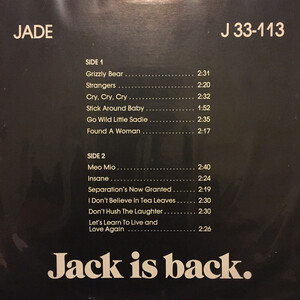 JADE
J 33-113
SIDE 1
Grizzly Bear 2:31
Strangers 2:20
Cry, Cry, Cry 2:32
Stick Around Baby 1:52
Go Wild Little Sadie 2:35
Found A Woman 2:17
SIDE 2
Meo Mio 2:40
Insane 2:24
Separation's Now Granted 2:19
I Don't Believe In Tea Leaves 2:30
Don't Hush The Laughter 2:30
Let's Learn To Live and
Love Again 2:26
Jack is back.